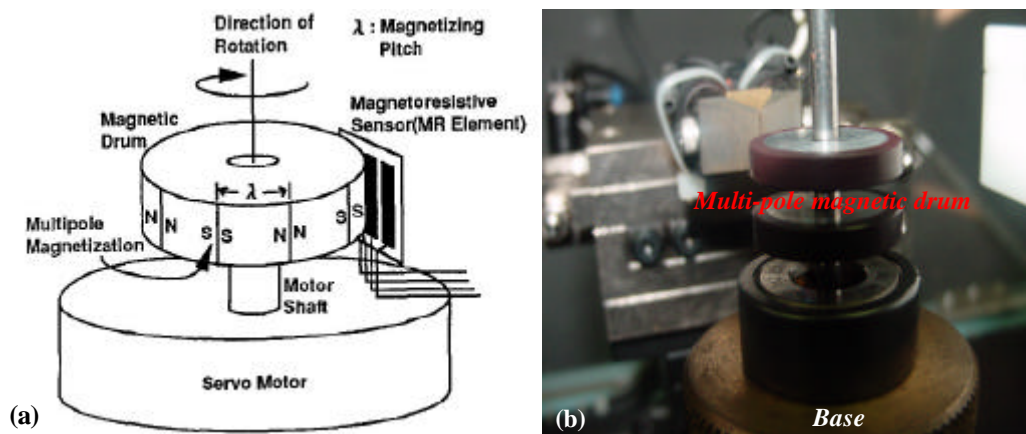 Direction of
Rotation
λ : Magnetizing
Pitch
Magnetic
Drum
Magnetoresistive
Sensor(MR Element)
λ
N N S S N N S S
Multipole
Magnetization
Motor
Shaft
Servo Motor
(a)
Multi-pole magnetic drum
(b)
Base